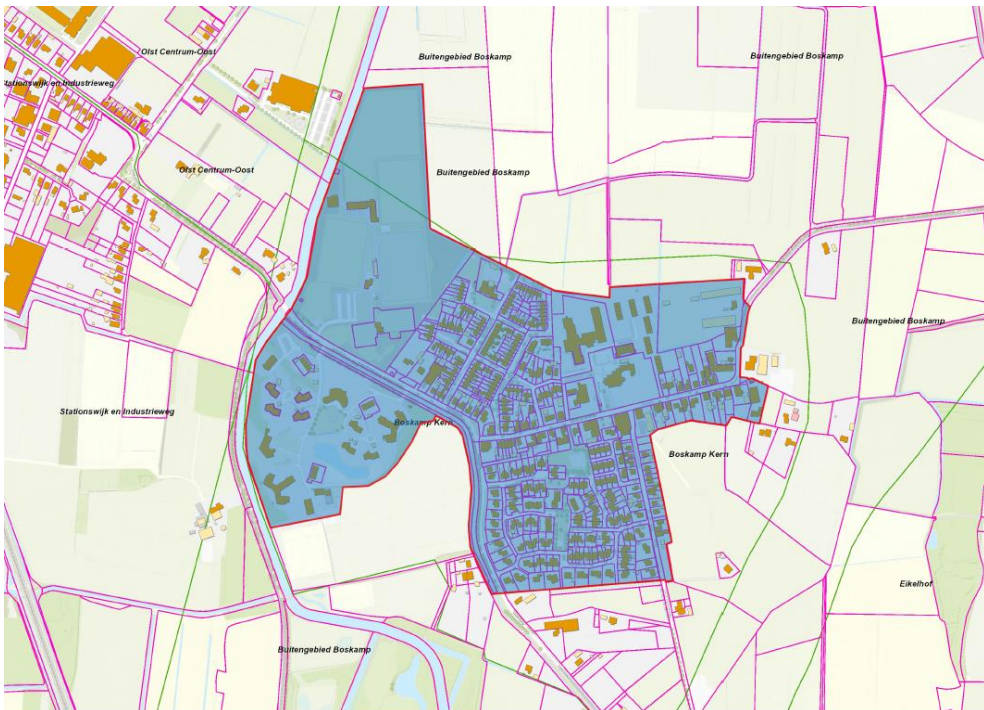 Olst Centrum-Oost
Buitengebied Boskamp
Buitengebied Boskamp
Stationswijk en Industrieweg
Olst Centrum-Oost
Buitengebied Boskamp
Buitengebied Boskamp
Stationswijk en Industrieweg
Boskamp Kern
Boskamp Kern
Eikelhof
Buitengebied Boskamp